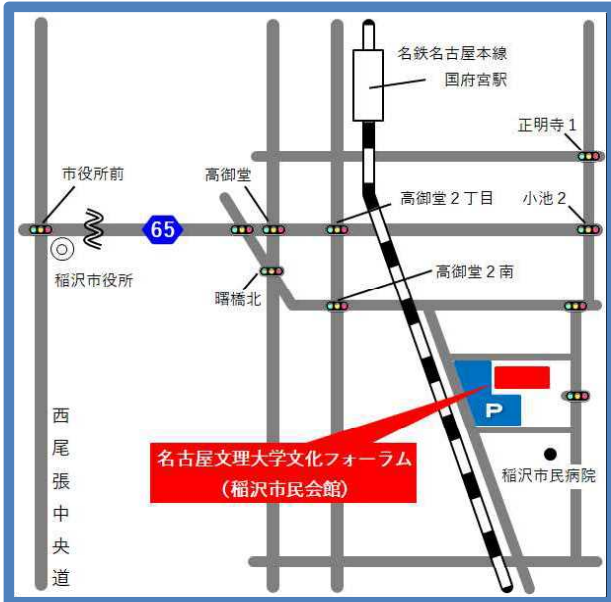 名鉄名古屋本線
国府宮駅
正明寺1
市役所前
高御堂
高御堂2丁目
小池2
65
稲沢市役所
曙橋北
高御堂2南
P
名古屋文理大学文化フォーラム
(稲沢市民会館)
稲沢市民病院
西尾張中央道